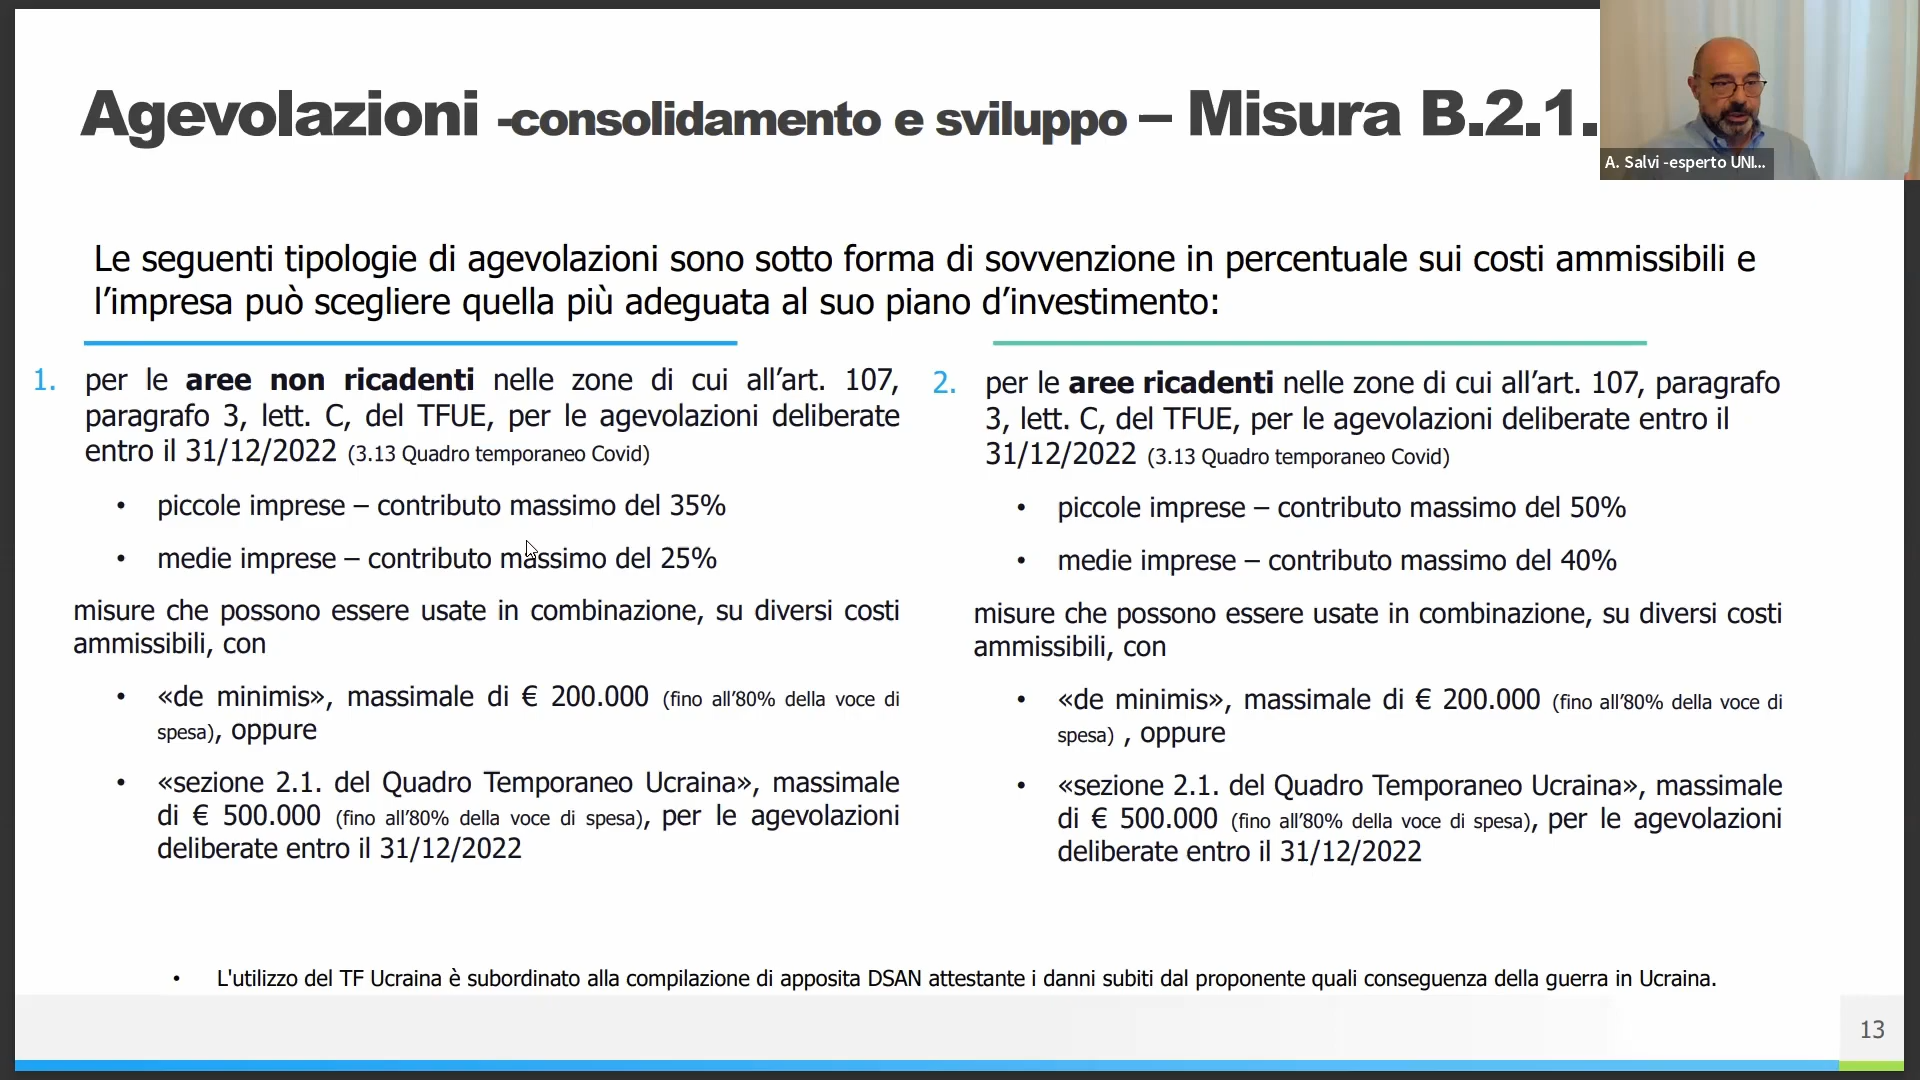 Agevolazioni -consolidamento e sviluppo – Misura B.2.1.
A. Salvi -esperto UNI...
Le seguenti tipologie di agevolazioni sono sotto forma di sovvenzione in percentuale sui costi ammissibili e
l’impresa può scegliere quella più adeguata al suo piano d’investimento:
1. per le aree non ricadenti nelle zone di cui all’art. 107,
paragrafo 3, lett. C, del TFUE, per le agevolazioni deliberate
entro il 31/12/2022 (3.13 Quadro temporaneo Covid)
• piccole imprese – contributo massimo del 35%
• medie imprese – contributo massimo del 25%
misure che possono essere usate in combinazione, su diversi costi
ammissibili, con
• «de minimis», massimale di € 200.000 (fino all’80% della voce di
spesa), oppure
• «sezione 2.1. del Quadro Temporaneo Ucraina», massimale
di € 500.000 (fino all’80% della voce di spesa), per le agevolazioni
deliberate entro il 31/12/2022
2. per le aree ricadenti nelle zone di cui all’art. 107, paragrafo
3, lett. C, del TFUE, per le agevolazioni deliberate entro il
31/12/2022 (3.13 Quadro temporaneo Covid)
• piccole imprese – contributo massimo del 50%
• medie imprese – contributo massimo del 40%
misure che possono essere usate in combinazione, su diversi costi
ammissibili, con
• «de minimis», massimale di € 200.000 (fino all’80% della voce di
spesa) , oppure
• «sezione 2.1. del Quadro Temporaneo Ucraina», massimale
di € 500.000 (fino all’80% della voce di spesa), per le agevolazioni
deliberate entro il 31/12/2022
• L'utilizzo del TF Ucraina è subordinato alla compilazione di apposita DSAN attestante i danni subiti dal proponente quali conseguenza della guerra in Ucraina.
13